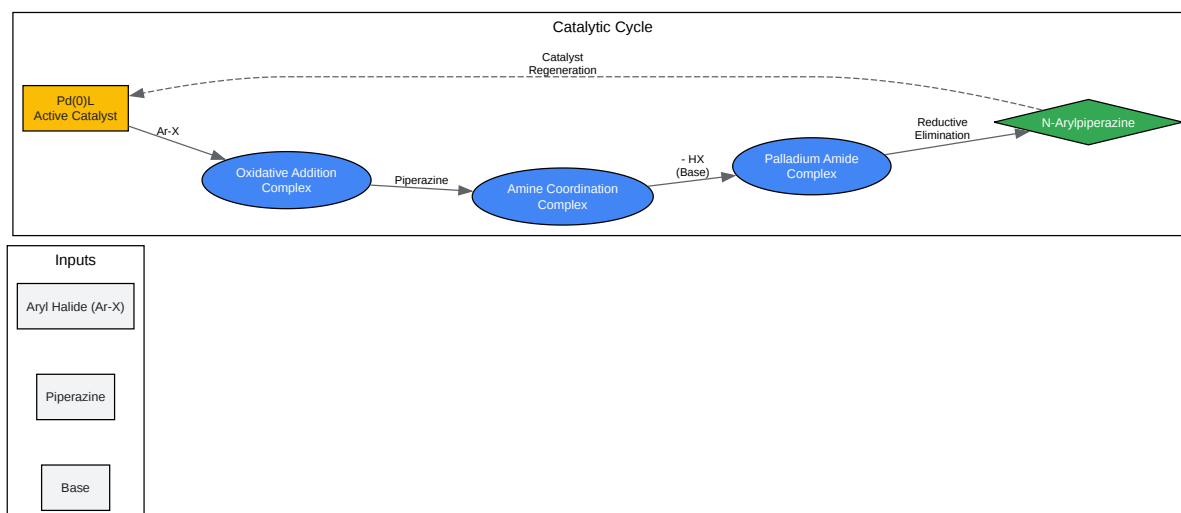 Catalytic Cycle
Catalyst
Regeneration
Pd(0)L
Active Catalyst
Ar-X
Oxidative Addition
Complex
Piperazine
Amine Coordination
Complex
- HX
(Base)
Palladium Amide
Complex
Reductive
Elimination
N-Arylpiperazine
Inputs
Aryl Halide (Ar-X)
Piperazine
Base